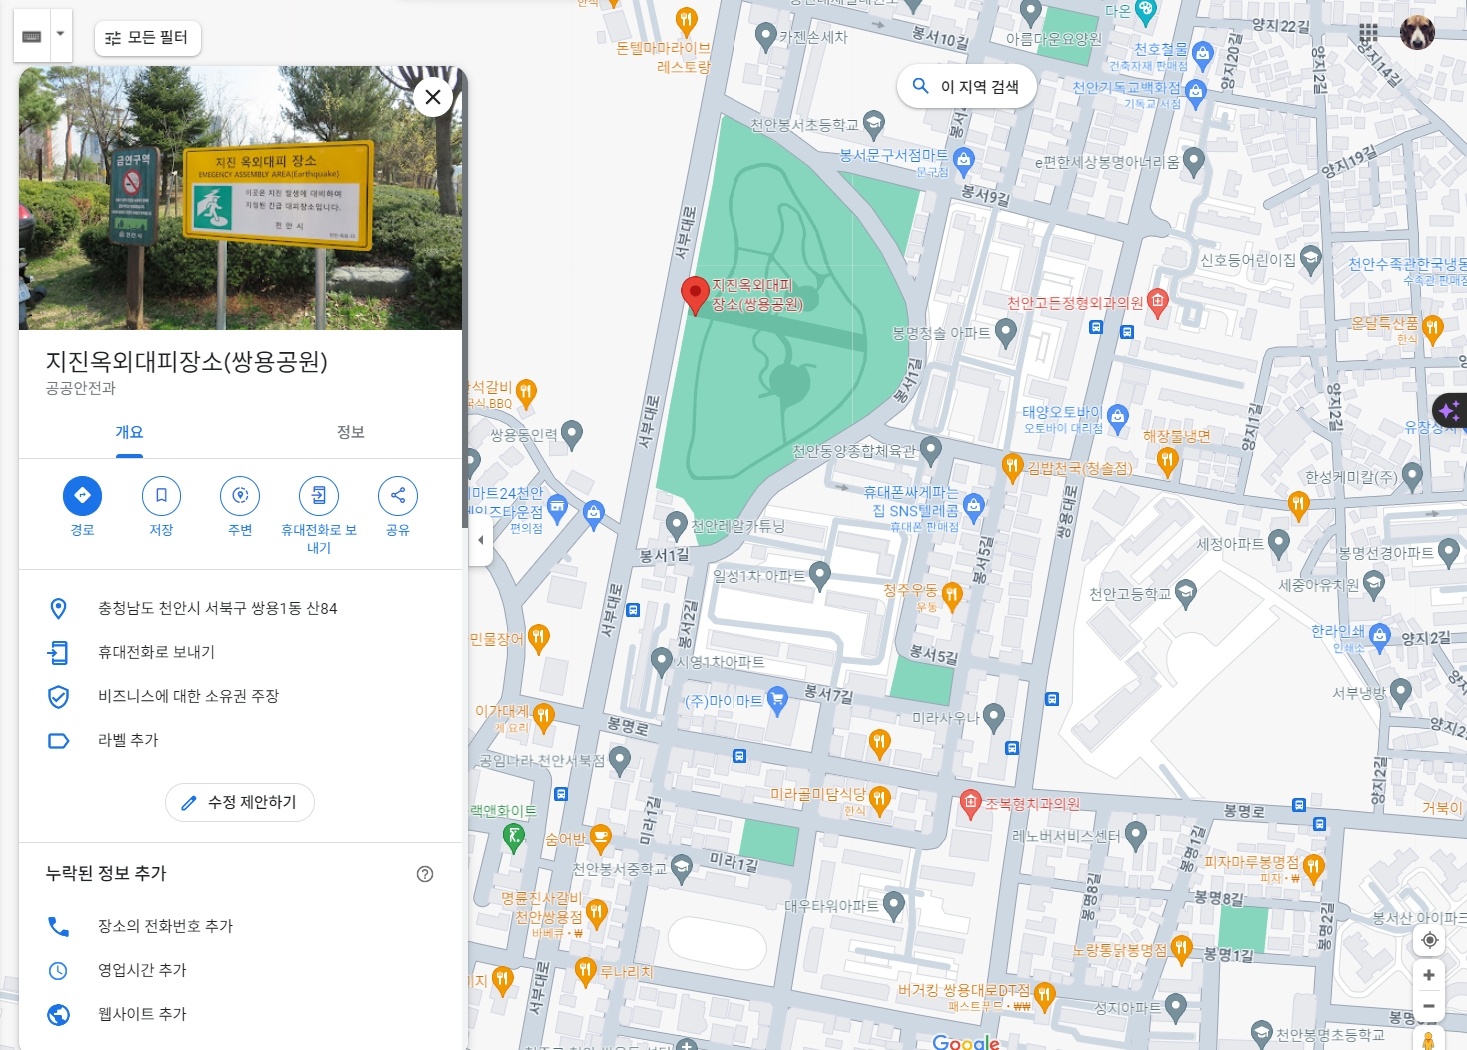 모든 필터
금연구역
지진 옥외대피 장소
EMEGENCY ASSEMBLY AREA(Earthquake)
이곳은 지진 발생에 대비하여
지정된 긴급 대피장소입니다.
천 안 시
지진옥외대피장소(쌍용공원)
공공안전과
개요
정보
경로
저장
주변
휴대전화로 보
내기
공유
충청남도 천안시 서북구 쌍용1동 산84
휴대전화로 보내기
비즈니스에 대한 소유권 주장
라벨 추가
수정 제안하기
누락된 정보 추가
장소의 전화번호 추가
영업시간 추가
웹사이트 추가
한식
돈텔마마라이브
레스토랑
카젠손세차
봉서10길
아름다운요양원
다온
천호철물
건축자재 판매점
양지20길
양지22길
양지2길
양지14길
이 지역 검색
천안기독교백화점
기독교 서점
천안봉서초등학교
봉서문구서점마트
문구점
e편한세상봉명아너리움
양지19길
봉서9길
서부대로
지진옥외대피
장소(쌍용공원)
신호등어린이집
천안수족관한국냉동
수족관 판매점
천안고든정형외과의원
봉명청솔 아파트
온달특산품
한식
석갈비
BBQ
봉서1길
서부대로
쌍용동인력
태양오토바이
오토바이 대리점
해장물냉면
양지1길
양지2길
유창상사
천안동양종합체육관
김밥천국(청솔점)
한성케미칼(주)
마트24천안
편의점
휴대폰싸게파는
집 SNS텔레콤
휴대폰 판매점
쌍용대로
천안레알카튜닝
봉서1길
봉서5길
세정아파트
봉명선경아파트
일성1차 아파트
청주우동
우동
천안고등학교
세중아유치원
서부대로
봉서2길
한라인쇄
인쇄소
양지2길
민물장어
시영1차아파트
봉서5길
(주)마이마트
봉서7길
서부냉방
이가대게
게 요리
봉명로
미라사우나
공임나라 천안서북점
양지2길
랙앤화이트
미라골미담식당
한식
조복형치과의원
봉명로
거북이
숨어반
미라1길
레노버서비스센터
봉명1길
천안봉서중학교
미라1길
피자마루봉명점
피자・₩
명륜진사갈비
천안쌍용점
바베큐・₩
대우타워아파트
봉명8길
봉명8길
봉명2길
봉서산 아이파크
루나리치
노랑통닭봉명점
봉명1길
서부대로
버거킹 쌍용대로DT점
패스트푸드・₩₩
성지아파트
천안봉명초등학교
Google